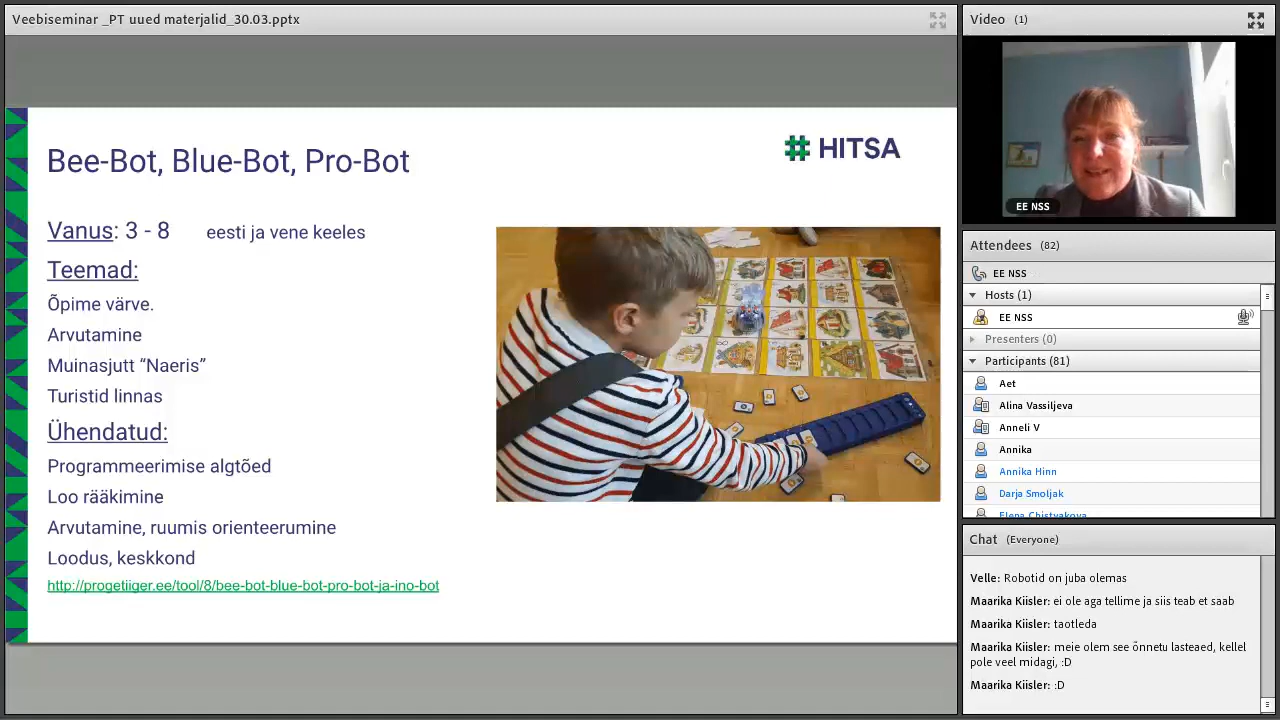 Veebiseminar _PT uued materjalid_30.03.pptx
Bee-Bot, Blue-Bot, Pro-Bot
HITSA
Vanus: 3 - 8 eesti ja vene keeles
Teemad:
Õpime värve.
Arvutamine
Muinasjutt “Naeris”
Turistid linnas
Ühendatud:
Programmeerimise algtõed
Loo rääkimine
Arvutamine, ruumis orienteerumine
Loodus, keskkond
http://progetiiger.ee/tool/8/bee-bot-blue-bot-pro-bot-ja-ino-bot
Video (1)
EE NSS
Attendees (82)
EE NSS
Hosts (1)
EE NSS
Presenters (0)
Participants (81)
Aet
Alina Vassiljeva
Anneli V
Annika
Annika Hinn
Darja Smoljak
Elena Chistyakova
Chat (Everyone)
Velle: Robotid on juba olemas
Maarika Kiisler: ei ole aga tellime ja siis teab et saab
Maarika Kiisler: taotleda
Maarika Kiisler: meie olem see õnnetu lasteaed, kellel
pole veel midagi, :D
Maarika Kiisler: :D